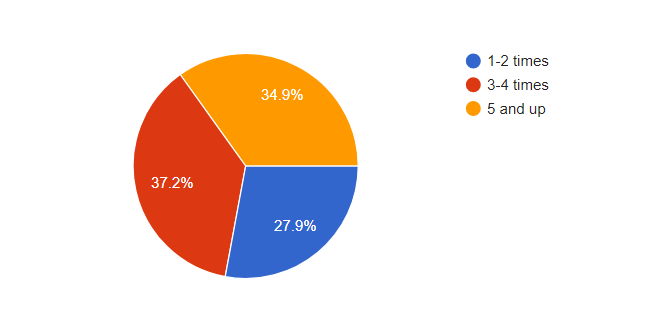 1-2 times
3-4 times
5 and up
34.9%
37.2%
27.9%